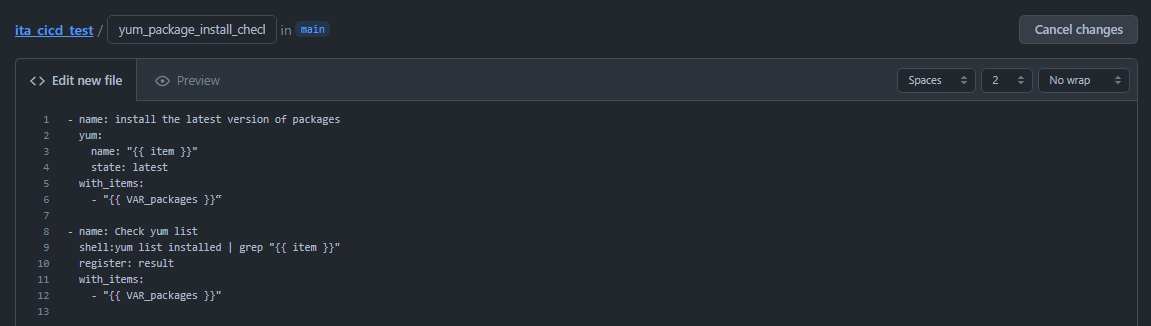 ita_cicd_test / yum_package_install_checl in main Cancel changes
Edit new file Preview Spaces 2 No wrap
1 - name: install the latest version of packages
2 yum:
3 name: "{{ item }}"
4 state: latest
5 with_items:
6 - "{{ VAR_packages }}“
7
8 - name: Check yum list
9 shell:yum list installed | grep "{{ item }}"
10 register: result
11 with_items:
12 - "{{ VAR_packages }}"
13